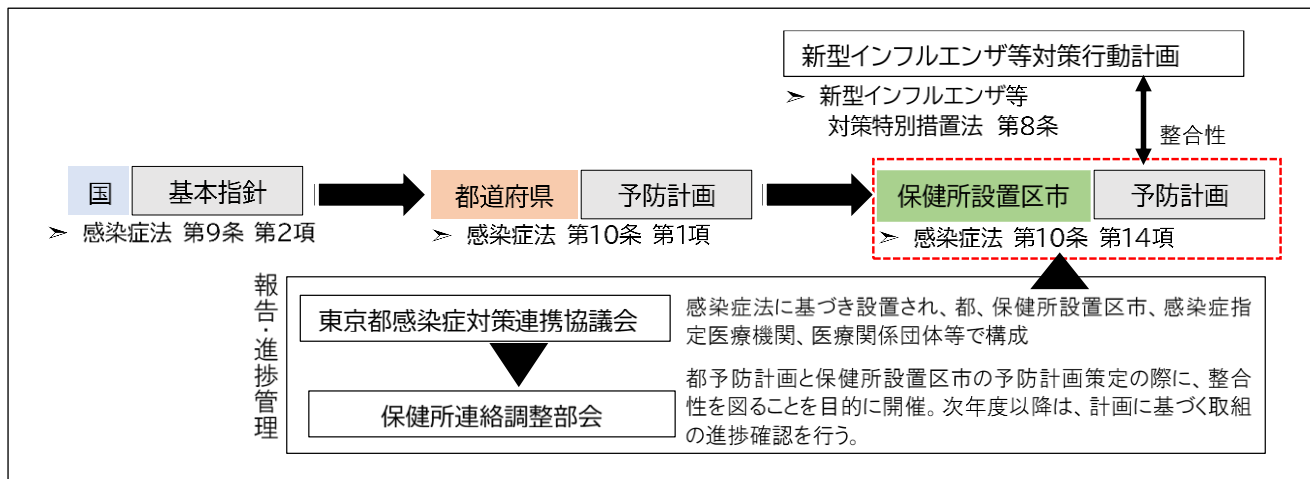 新型インフルエンザ等対策行動計画
➢ 新型インフルエンザ等
対策特別措置法 第8条
整合性
国 基本指針
都道府県 予防計画
保健所設置区市 予防計画
➢ 感染症法 第9条 第2項
➢ 感染症法 第10条 第1項
➢ 感染症法 第10条 第14項
報告・進捗管理
東京都感染症対策連携協議会
感染症法に基づき設置され、都、保健所設置区市、感染症指
定医療機関、医療関係団体等で構成
保健所連絡調整部会
都予防計画と保健所設置区市の予防計画策定の際に、整合
性を図ることを目的に開催。次年度以降は、計画に基づく取組
の進捗確認を行う。